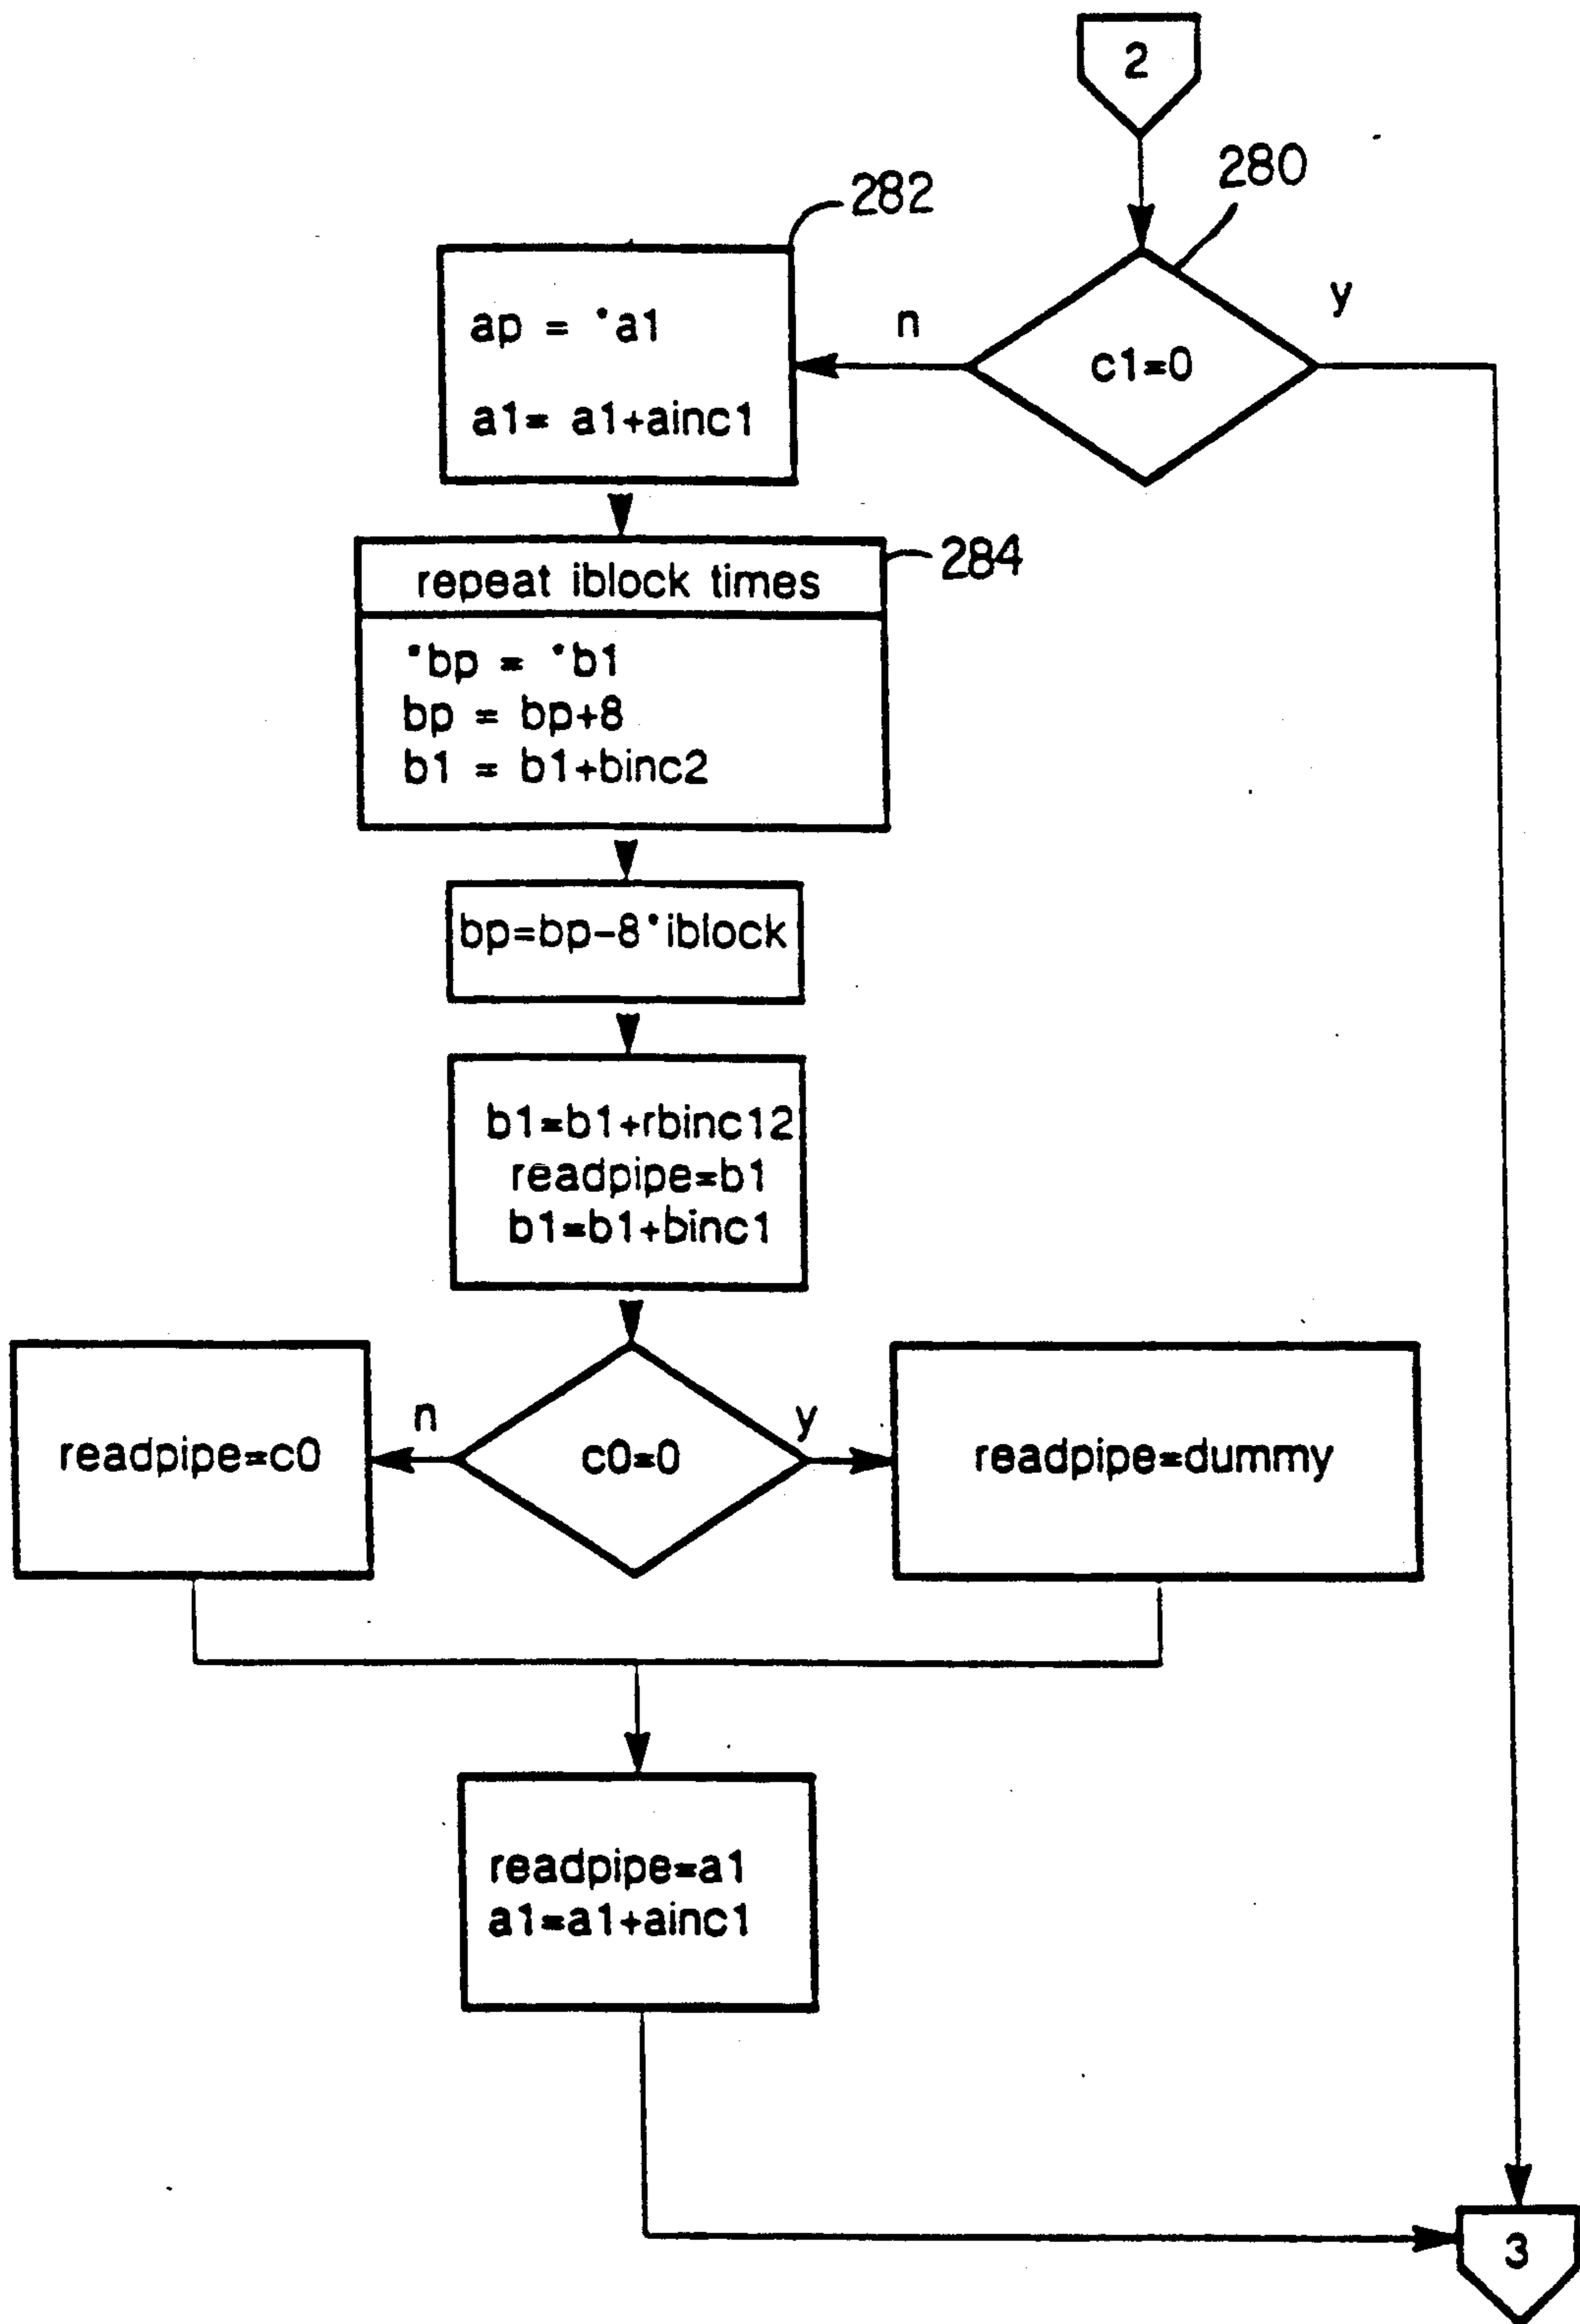 2
280
282
y
n
c1=0
ap = *a1
a1= a1+ainc1
284
repeat iblock times
*bp = *b1
bp = bp+8
b1 = b1+binc2
bp=bp-8*iblock
b1=b1+rbinc12
readpipe=b1
b1=b1+binc1
n
y
readpipe=c0
c0=0
readpipe=dummy
readpipe=a1
a1=a1+ainc1
3